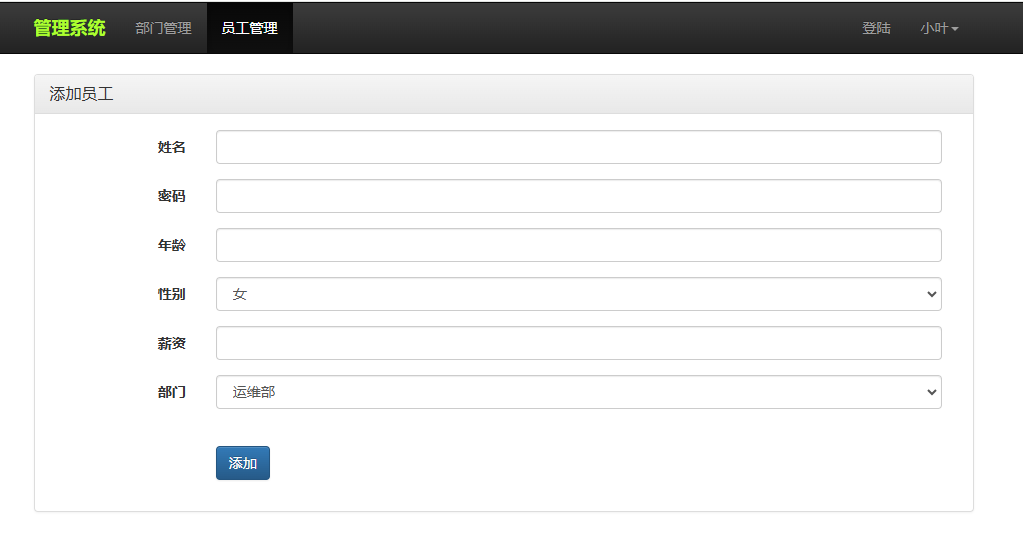 管理系统 部门管理 员工管理 登陆 小叶
添加员工
姓名
密码
年龄
性别 女
薪资
部门 运维部
添加